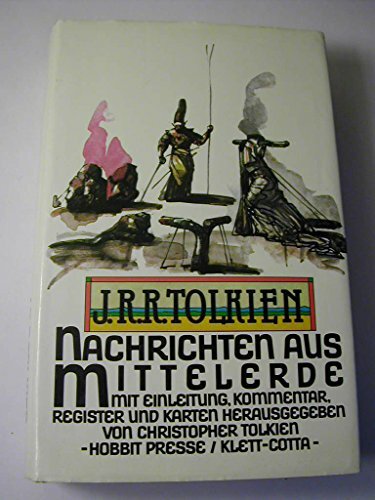 J.R.R.TOLKIEN
NACHRICHTEN AUS
MITTELERDE
MIT EINLEITUNG, KOMMENTAR,
REGISTER UND KARTEN HERAUSGEGEBEN
VON CHRISTOPHER TOLKIEN
-HOBBIT PRESSE / KLETT-COTTA-